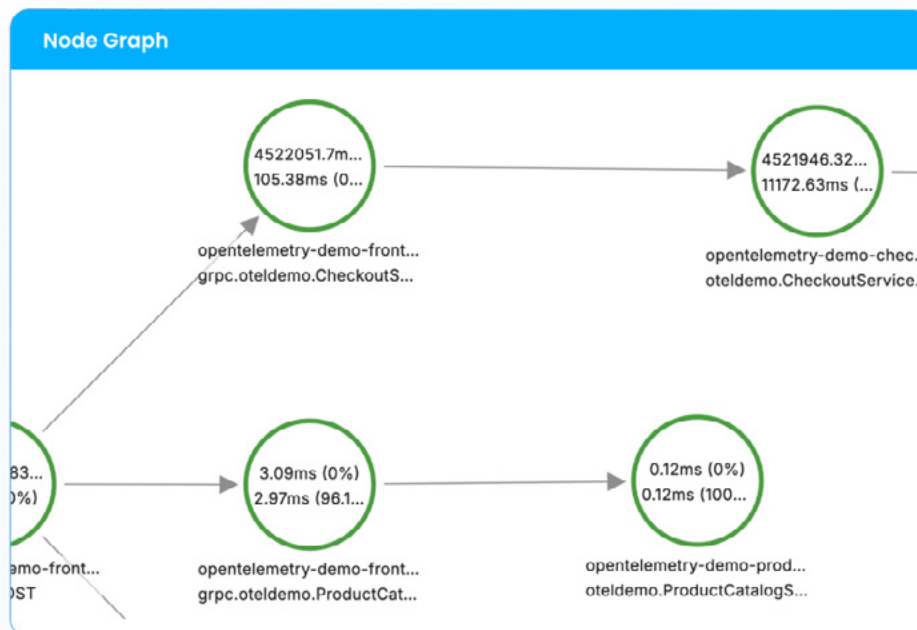 Node Graph
4522051.7m...
105.38ms (0...
opentelemetry-demo-front...
grpc.oteldemo.CheckoutS...
4521946.32...
11172.63ms (...
opentelemetry-demo-chec.
oteldemo.CheckoutService.
83...
0%)
emo-front...
OST
3.09ms (0%)
2.97ms (96.1...
opentelemetry-demo-front...
grpc.oteldemo.ProductCat...
0.12ms (0%)
0.12ms (100...
opentelemetry-demo-prod...
oteldemo.ProductCatalogS...